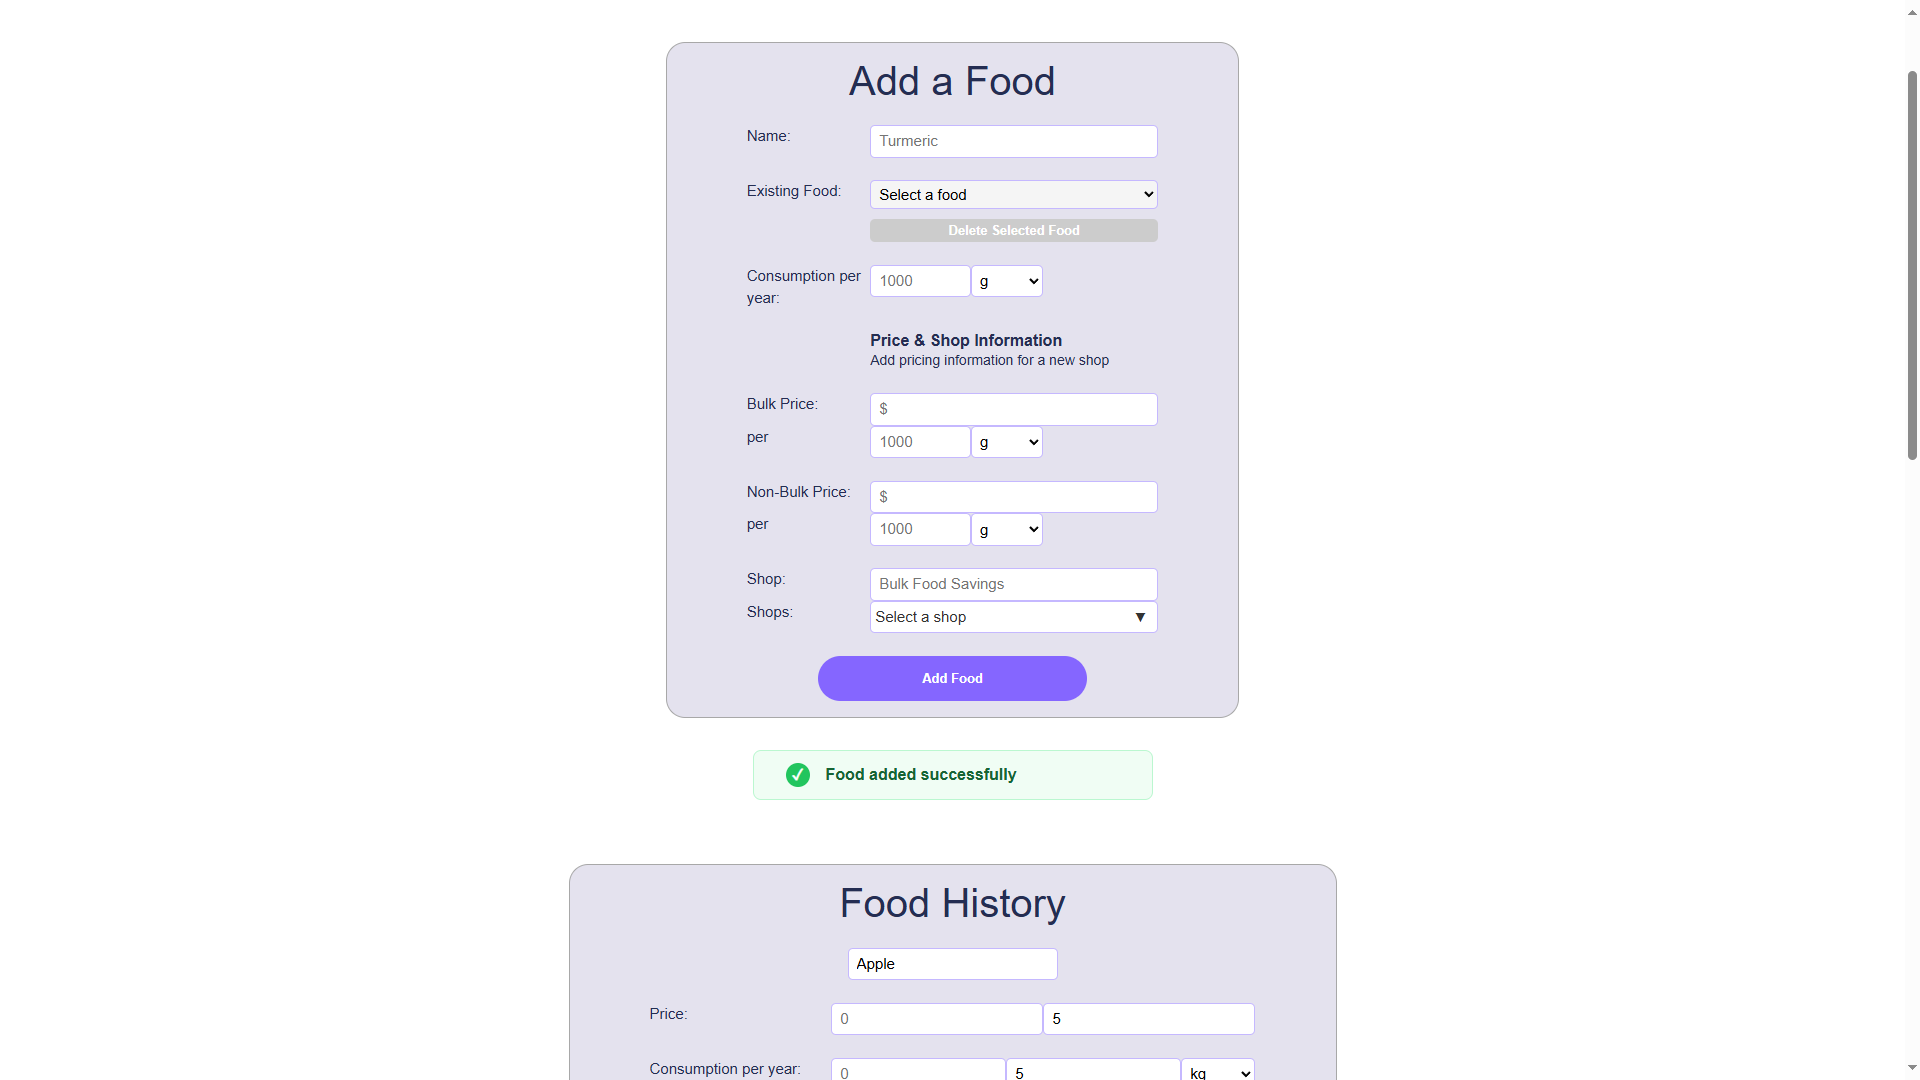 Add a Food
Name:
Turmeric
Existing Food:
Select a food
Delete Selected Food
Consumption per
year:
1000
g
Price & Shop Information
Add pricing information for a new shop
Bulk Price:
$
per
1000
g
Non-Bulk Price:
$
per
1000
g
Shop:
Bulk Food Savings
Shops:
Select a shop
▼
Add Food
Food added successfully
Food History
Apple
Price:
0
5
Consumption per year:
0
5
kg